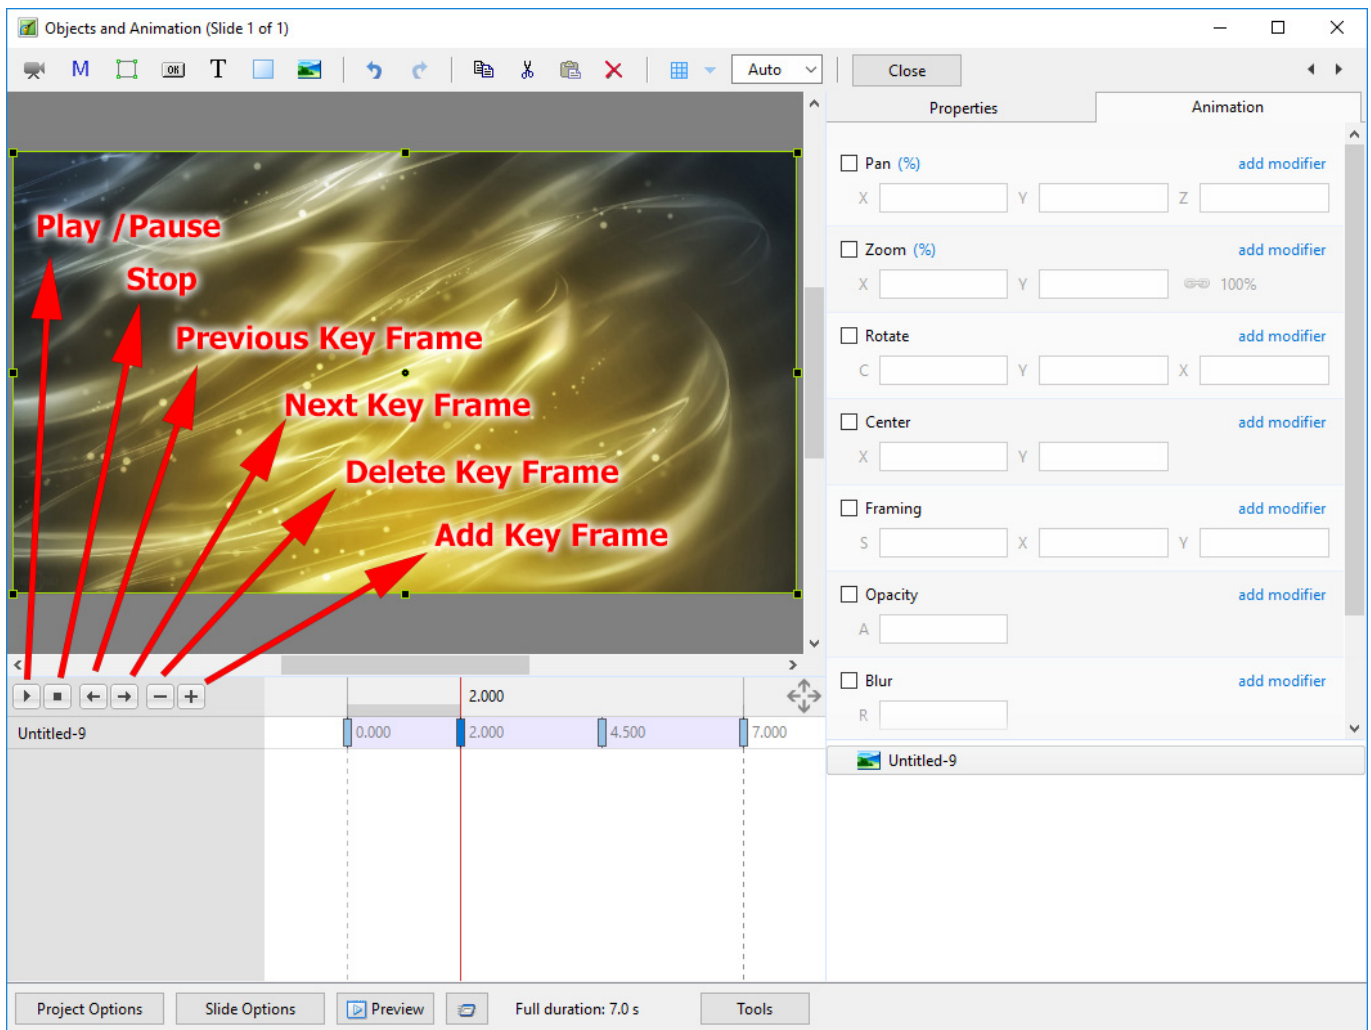 Objects and Animation (Slide 1 of 1)
M OK T Auto Close
Properties Animation
Pan (%) add modifier
X Y Z
Zoom (%) add modifier
X Y 100%
Rotate add modifier
C Y X
Center add modifier
X Y
Framing add modifier
S X Y
Opacity add modifier
A
Blur add modifier
R
Play /Pause
Stop
Previous Key Frame
Next Key Frame
Delete Key Frame
Add Key Frame
2.000
Untitled-9 0.000 2.000 4.500 7.000
Untitled-9
Project Options Slide Options Preview Full duration: 7.0 s Tools